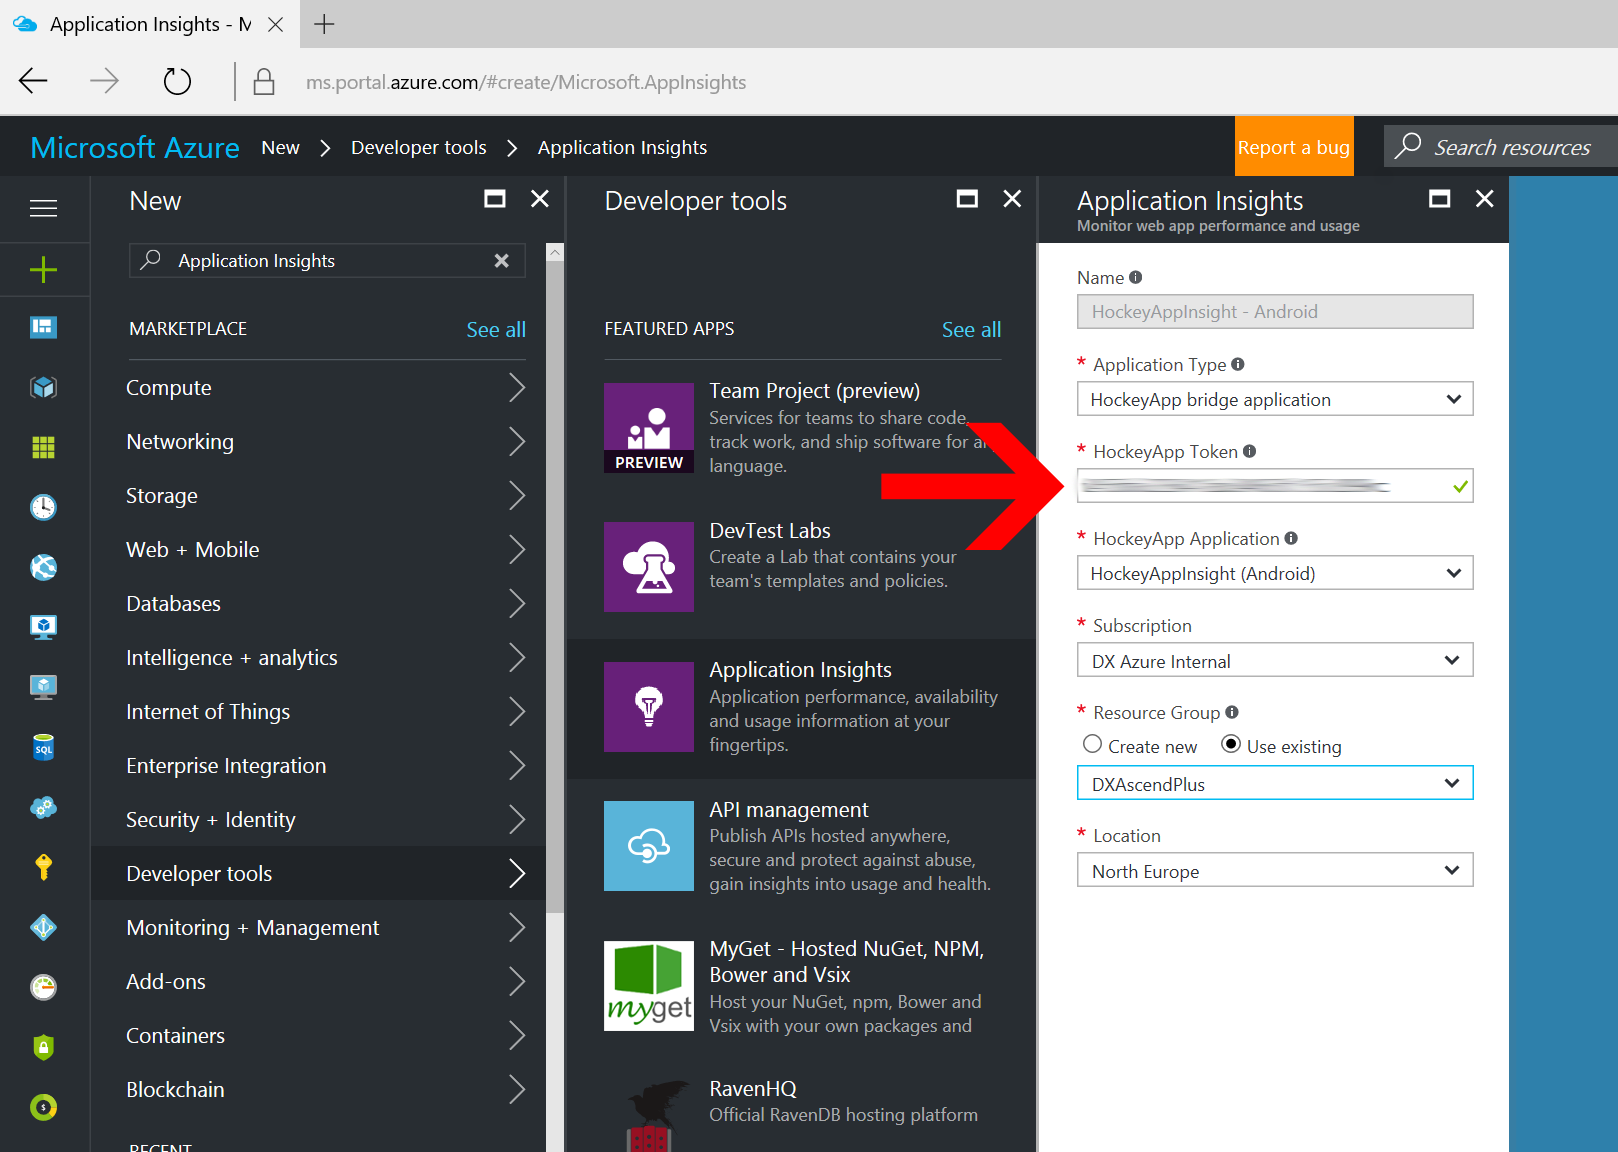 Application Insights - M
ms.portal.azure.com/#create/Microsoft.AppInsights
Microsoft Azure New Developer tools Application Insights
Report a bug
Search resources
New
Application Insights
MARKETPLACE
See all
Compute
Networking
Storage
Web + Mobile
Databases
Intelligence + analytics
Internet of Things
Enterprise Integration
Security + Identity
Developer tools
Monitoring + Management
Add-ons
Containers
Blockchain
RECENT
SQL
Developer tools
FEATURED APPS
See all
PREVIEW
Team Project (preview)
Services for teams to share code,
track work, and ship software for
language.
DevTest Labs
Create a Lab that contains your
team's templates and policies.
Application Insights
Application performance, availability
and usage information at your
fingertips.
API management
Publish APIs hosted anywhere,
secure and protect against abuse,
gain insights into usage and health.
myget
MyGet - Hosted NuGet, NPM,
Bower and Vsix
Host your NuGet, npm, Bower and
Vsix with your own packages and
RavenHQ
Official RavenDB hosting platform
Application Insights
Monitor web app performance and usage
Name
HockeyAppInsight - Android
* Application Type
HockeyApp bridge application
* HockeyApp Token
* HockeyApp Application
HockeyAppInsight (Android)
* Subscription
DX Azure Internal
* Resource Group
Create new Use existing
DXAscendPlus
* Location
North Europe